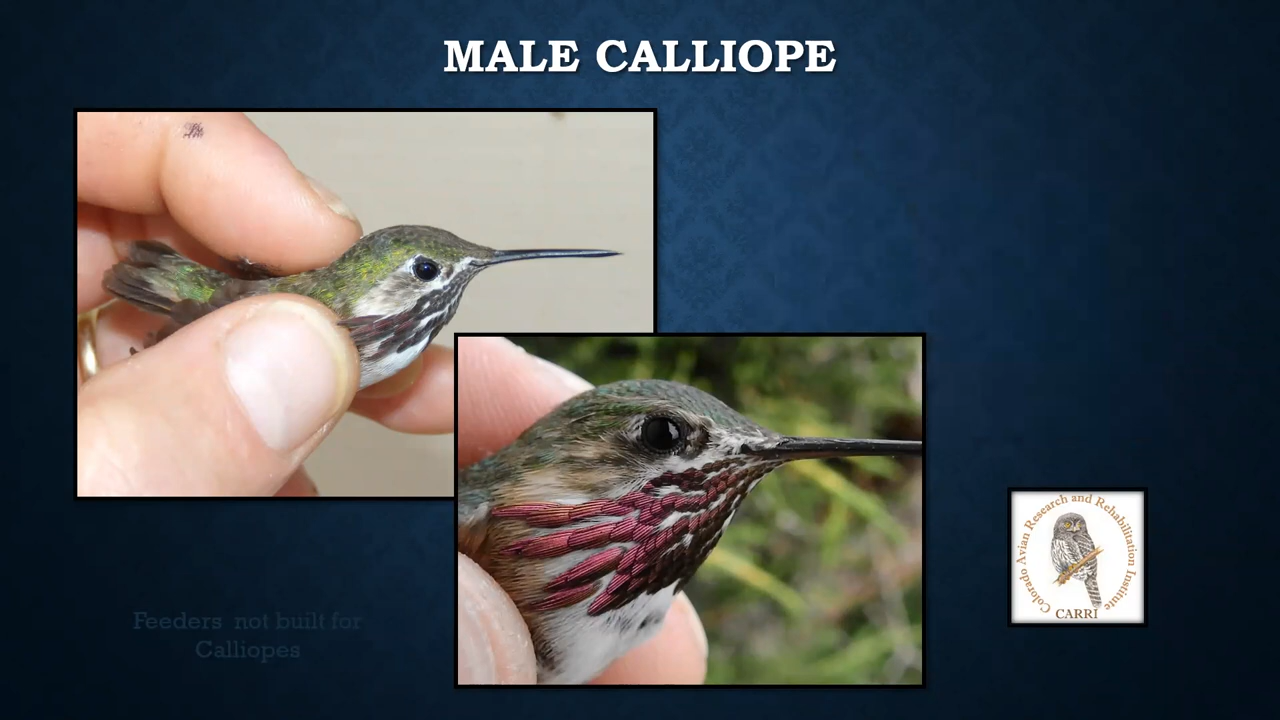 MALE CALLIOPE
Feeders not built for
Calliopes
Colorado Avian Research and Rehabilitation Institute
CARRI